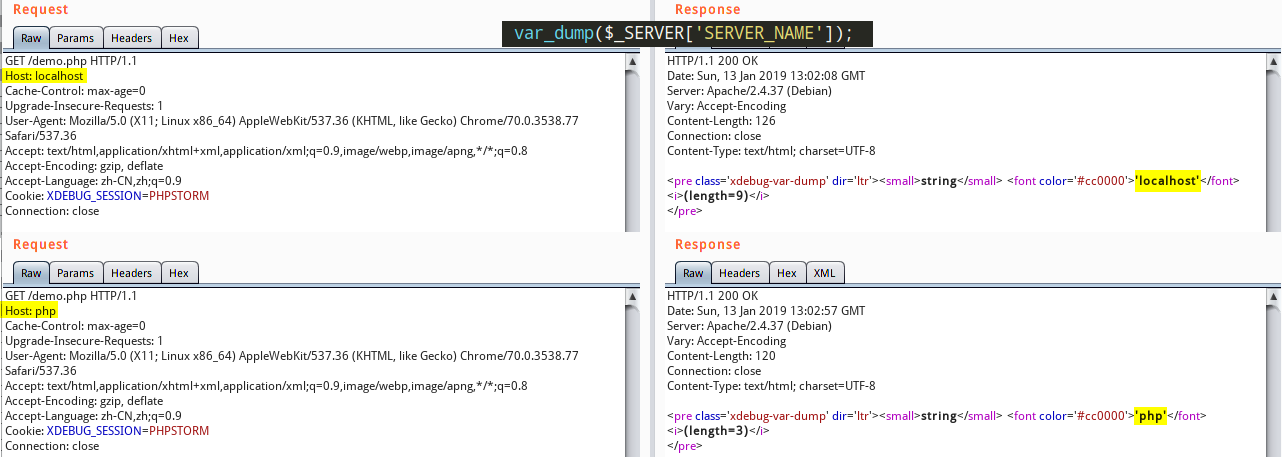 var_dump($_SERVER['SERVER_NAME']);
Request
Raw Params Headers Hex
GET /demo.php HTTP/1.1
Host: localhost
Cache-Control: max-age=0
Upgrade-Insecure-Requests: 1
User-Agent: Mozilla/5.0 (X11; Linux x86_64) AppleWebKit/537.36 (KHTML, like Gecko) Chrome/70.0.3538.77
Safari/537.36
Accept: text/html,application/xhtml+xml,application/xml;q=0.9,image/webp,image/apng,*/*;q=0.8
Accept-Encoding: gzip, deflate
Accept-Language: zh-CN,zh;q=0.9
Cookie: XDEBUG_SESSION=PHPSTORM
Connection: close
Response
Raw Headers Hex
HTTP/1.1 200 OK
Date: Sun, 13 Jan 2019 13:02:08 GMT
Server: Apache/2.4.37 (Debian)
Vary: Accept-Encoding
Content-Length: 126
Connection: close
Content-Type: text/html; charset=UTF-8
<pre class='xdebug-var-dump' dir='ltr'><small>string</small> <font color='#cc0000'>'localhost'</font>
<i>(length=9)</i>
</pre>
Request
Raw Params Headers Hex
GET /demo.php HTTP/1.1
Host: php
Cache-Control: max-age=0
Upgrade-Insecure-Requests: 1
User-Agent: Mozilla/5.0 (X11; Linux x86_64) AppleWebKit/537.36 (KHTML, like Gecko) Chrome/70.0.3538.77
Safari/537.36
Accept: text/html,application/xhtml+xml,application/xml;q=0.9,image/webp,image/apng,*/*;q=0.8
Accept-Encoding: gzip, deflate
Accept-Language: zh-CN,zh;q=0.9
Cookie: XDEBUG_SESSION=PHPSTORM
Connection: close
Response
Raw Headers Hex XML
HTTP/1.1 200 OK
Date: Sun, 13 Jan 2019 13:02:57 GMT
Server: Apache/2.4.37 (Debian)
Vary: Accept-Encoding
Content-Length: 120
Connection: close
Content-Type: text/html; charset=UTF-8
<pre class='xdebug-var-dump' dir='ltr'><small>string</small> <font color='#cc0000'>'php'</font>
<i>(length=3)</i>
</pre>